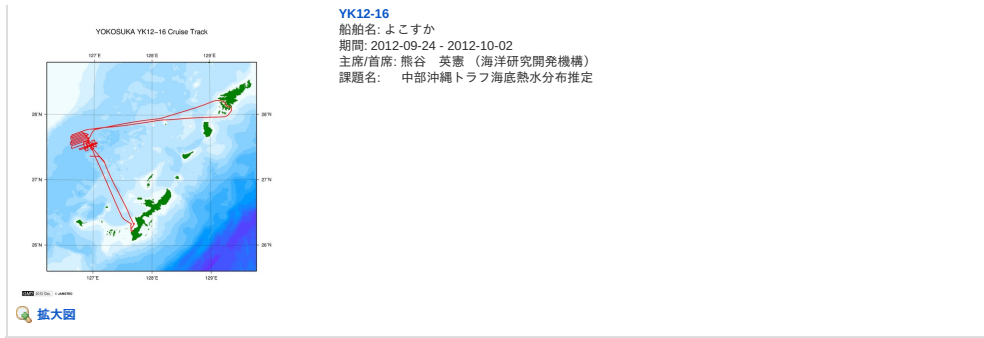 YOKOSUKA YK12−16 Cruise Track
127˚E 128˚E 129˚E
28˚N 28˚N
27˚N 27˚N
26˚N 26˚N
127˚E 128˚E 129˚E
拡大図
YK12-16
船舶名: よこすか
期間: 2012-09-24 - 2012-10-02
主席/首席: 熊谷　英憲 （海洋研究開発機構）
課題名:　中部沖縄トラフ海底熱水分布推定